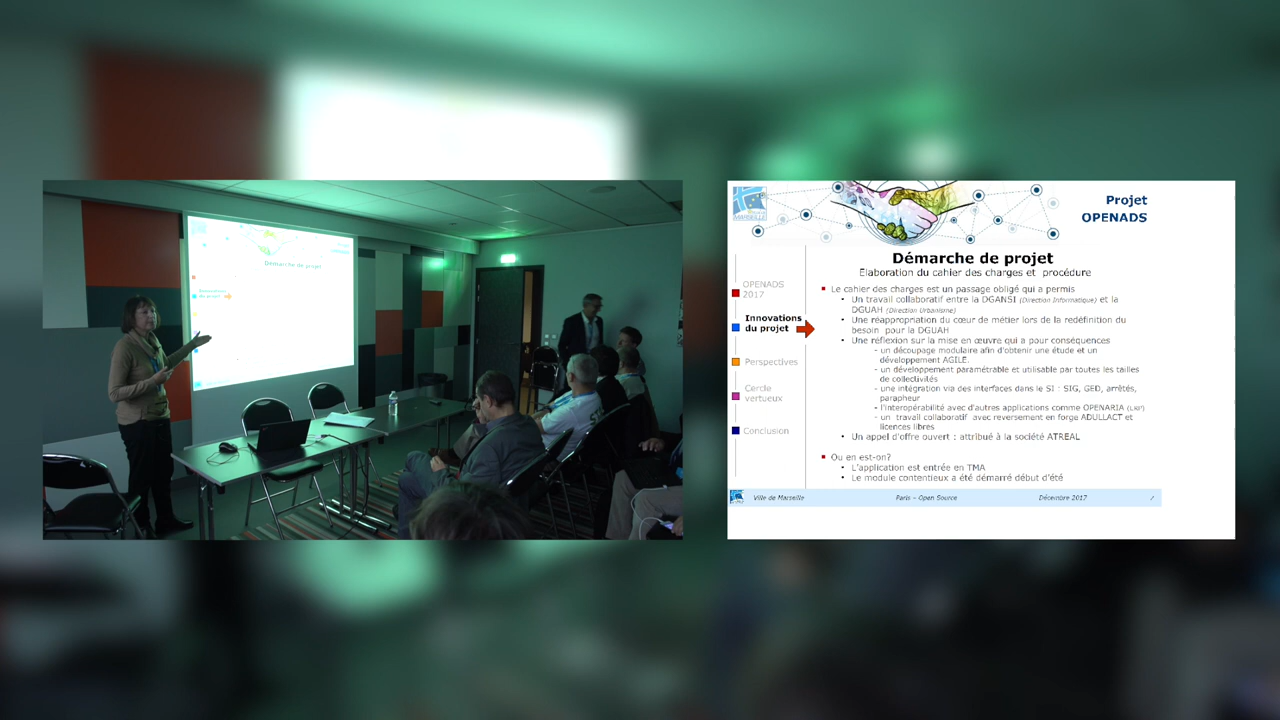 Démarche de projet
Innovations
du projet
MARSEILLE
Projet
OPENADS
Démarche de projet
Elaboration du cahier des charges et procédure
OPENADS
2017
Innovations
du projet
Perspectives
Cercle
vertueux
Conclusion
Le cahier des charges est un passage obligé qui a permis
Un travail collaboratif entre la DGANSI (Direction Informatique) et la
DGUAH (Direction Urbanisme)
Une réappropriation du cœur de métier lors de la redéfinition du
besoin pour la DGUAH
Une réflexion sur la mise en œuvre qui a pour conséquences
- un découpage modulaire afin d'obtenir une étude et un
développement AGILE.
- un développement paramétrable et utilisable par toutes les tailles
de collectivités
- une intégration via des interfaces dans le SI : SIG, GED, arrêtés,
parapheur
- l'interopérabilité avec d'autres applications comme OPENARIA (ERP)
- un travail collaboratif avec reversement en forge ADULLACT et
licences libres
Un appel d'offre ouvert : attribué à la société ATREAL
Ou en est-on?
L'application est entrée en TMA
Le module contentieux a été démarré début d'été
Ville de Marseille
Paris – Open Source
Décembre 2017